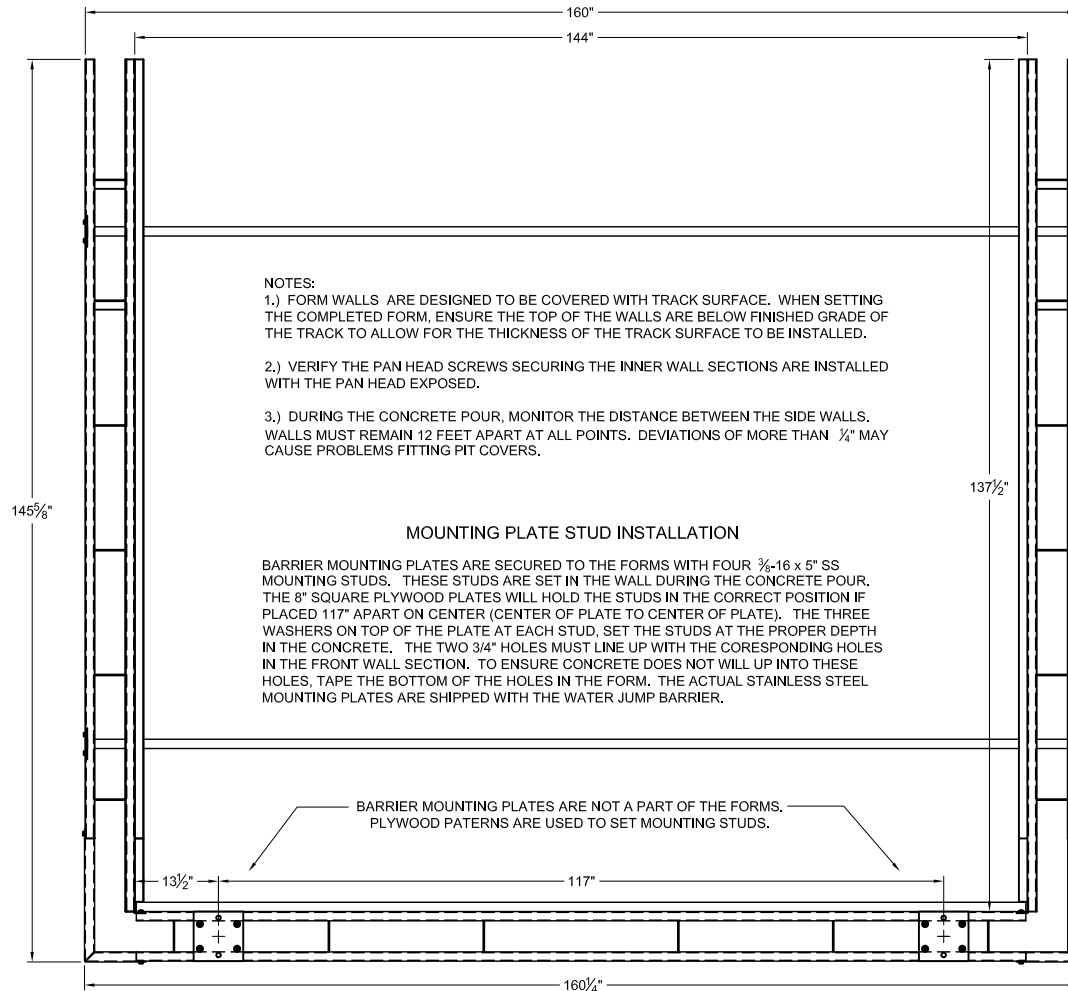 160"
144"
NOTES:
1.) FORM WALLS ARE DESIGNED TO BE COVERED WITH TRACK SURFACE. WHEN SETTING
THE COMPLETED FORM, ENSURE THE TOP OF THE WALLS ARE BELOW FINISHED GRADE OF
THE TRACK TO ALLOW FOR THE THICKNESS OF THE TRACK SURFACE TO BE INSTALLED.
2.) VERIFY THE PAN HEAD SCREWS SECURING THE INNER WALL SECTIONS ARE INSTALLED
WITH THE PAN HEAD EXPOSED.
3.) DURING THE CONCRETE POUR, MONITOR THE DISTANCE BETWEEN THE SIDE WALLS.
WALLS MUST REMAIN 12 FEET APART AT ALL POINTS. DEVIATIONS OF MORE THAN ¼" MAY
CAUSE PROBLEMS FITTING PIT COVERS.
145⅝"
137½"
MOUNTING PLATE STUD INSTALLATION
BARRIER MOUNTING PLATES ARE SECURED TO THE FORMS WITH FOUR ⅜-16 x 5" SS
MOUNTING STUDS. THESE STUDS ARE SET IN THE WALL DURING THE CONCRETE POUR.
THE 8" SQUARE PLYWOOD PLATES WILL HOLD THE STUDS IN THE CORRECT POSITION IF
PLACED 117" APART ON CENTER (CENTER OF PLATE TO CENTER OF PLATE). THE THREE
WASHERS ON TOP OF THE PLATE AT EACH STUD, SET THE STUDS AT THE PROPER DEPTH
IN THE CONCRETE. THE TWO 3/4" HOLES MUST LINE UP WITH THE CORESPONDING HOLES
IN THE FRONT WALL SECTION. TO ENSURE CONCRETE DOES NOT WILL UP INTO THESE
HOLES, TAPE THE BOTTOM OF THE HOLES IN THE FORM. THE ACTUAL STAINLESS STEEL
MOUNTING PLATES ARE SHIPPED WITH THE WATER JUMP BARRIER.
BARRIER MOUNTING PLATES ARE NOT A PART OF THE FORMS.
PLYWOOD PATERNS ARE USED TO SET MOUNTING STUDS.
13½"
117"
160¼"